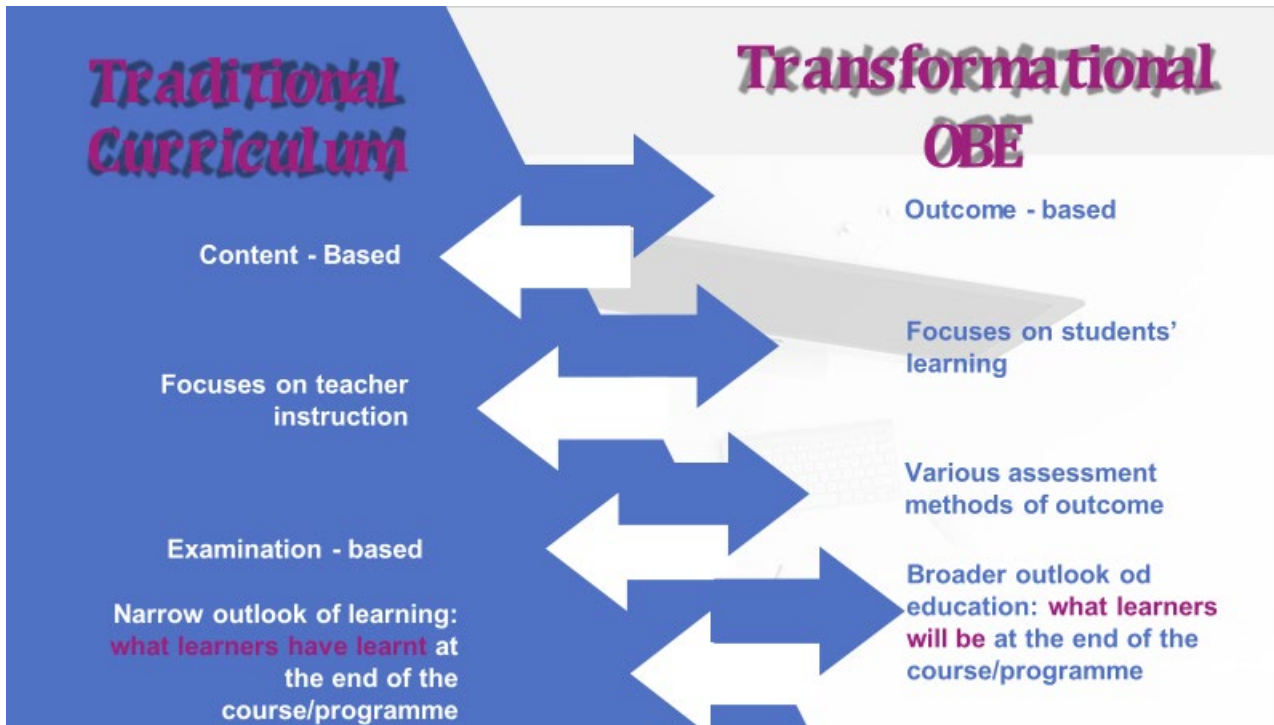 Traditional
Curriculum
Content - Based
Focuses on teacher
instruction
Examination - based
Narrow outlook of learning:
what learners have learnt at
the end of the
course/programme
Transformational
OBE
Outcome - based
Focuses on students’
learning
Various assessment
methods of outcome
Broader outlook od
education: what learners
will be at the end of the
course/programme